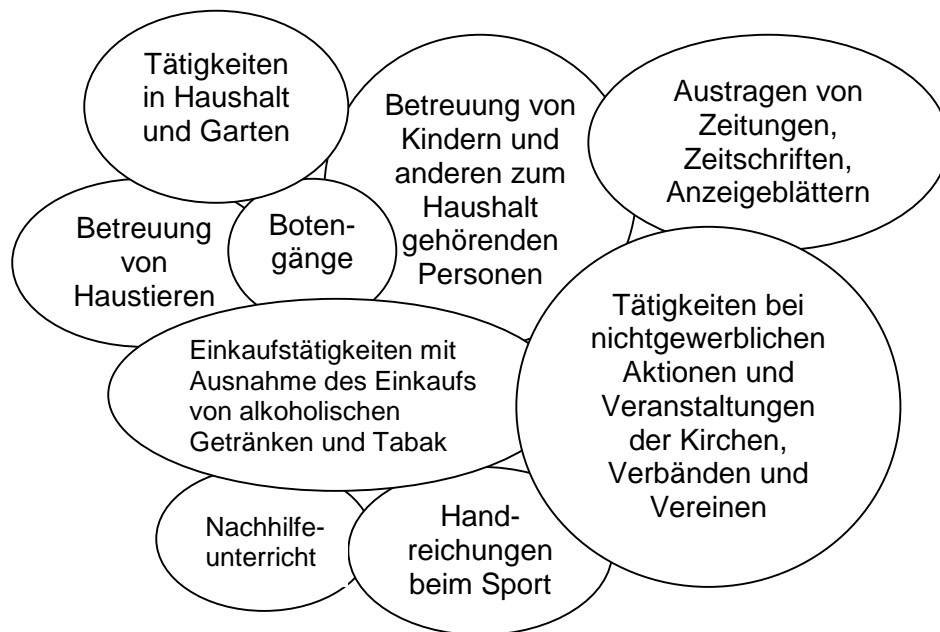 Tätigkeiten
in Haushalt
und Garten
Betreuung von
Kindern und
anderen zum
Haushalt
gehörenden
Personen
Austragen von
Zeitungen,
Zeitschriften,
Anzeigeblättern
Betreuung
von
Haustieren
Boten-
gänge
Einkaufstätigkeiten mit
Ausnahme des Einkaufs
von alkoholischen
Getränken und Tabak
Tätigkeiten bei
nichtgewerblichen
Aktionen und
Veranstaltungen
der Kirchen,
Verbänden und
Vereinen
Nachhilfe-
unterricht
Hand-
reichungen
beim Sport